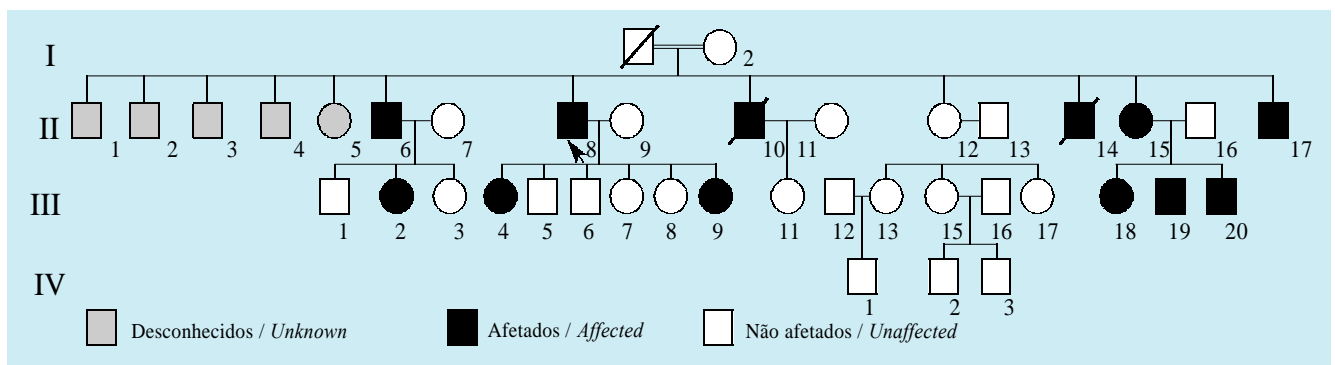 I
2
II
1 2 3 4 5 6 7 8 9 10 11 12 13 14 15 16 17
III
1 2 3 4 5 6 7 8 9 11 12 13 15 16 17 18 19 20
IV
1 2 3
Desconhecidos / Unknown
Afetados / Affected
Não afetados / Unaffected